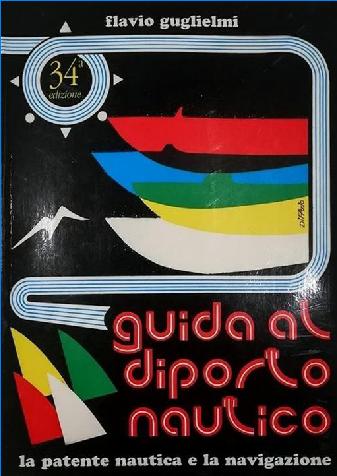 flavio guglielmi
34ª
edizione
guida al
diporto
nautico
la patente nautica e la navigazione